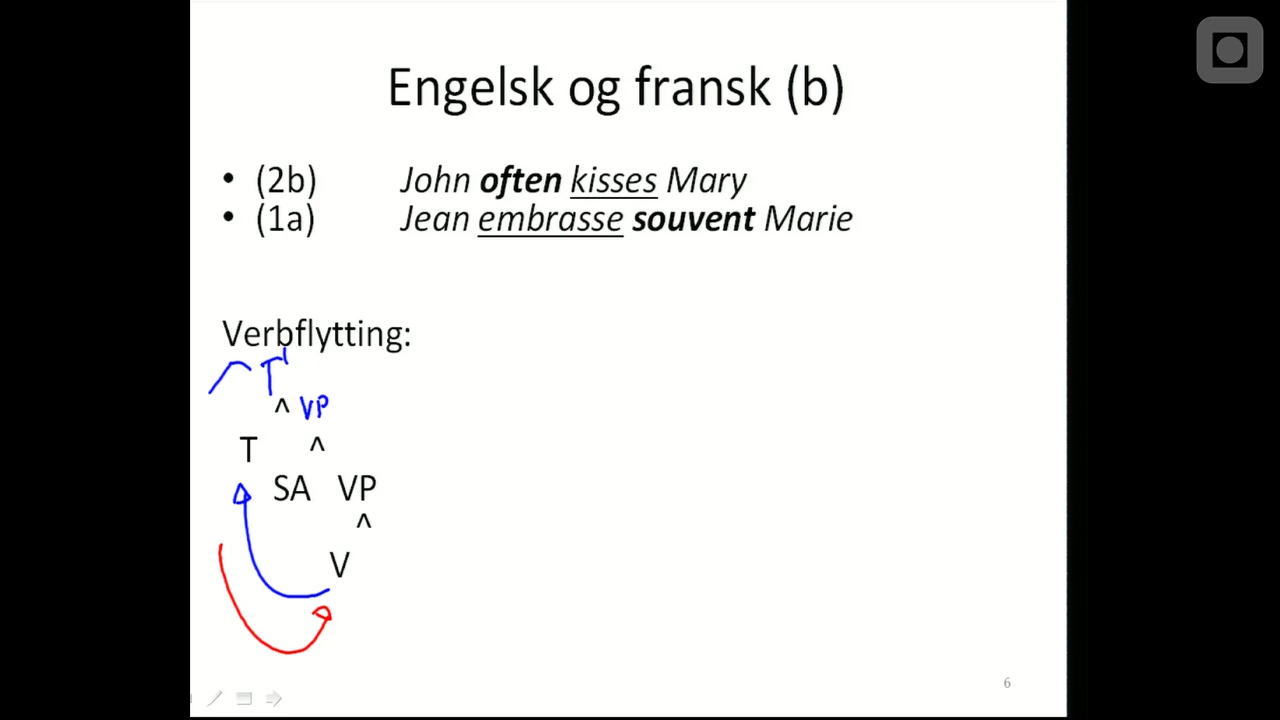 Engelsk og fransk (b)
• (2b) John often kisses Mary
• (1a) Jean embrasse souvent Marie
Verbflytting:
T'
^ VP
T ^
SA VP
^
V
6